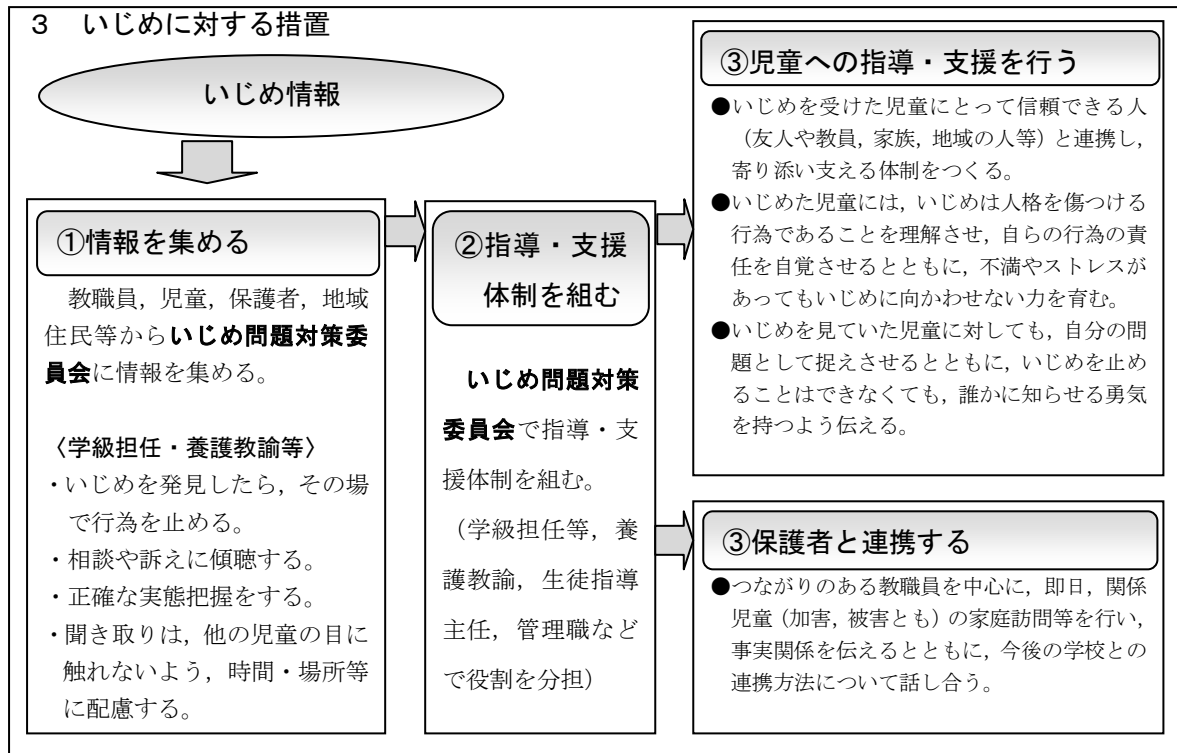 ３　いじめに対する措置
いじめ情報
①情報を集める
教職員，児童，保護者，地域
住民等からいじめ問題対策委
員会に情報を集める。
〈学級担任・養護教諭等〉
・いじめを発見したら，その場
で行為を止める。
・相談や訴えに傾聴する。
・正確な実態把握をする。
・聞き取りは，他の児童の目に
触れないよう，時間・場所等
に配慮する。
②指導・支援
体制を組む
いじめ問題対策
委員会で指導・支
援体制を組む。
（学級担任等，養
護教諭，生徒指導
主任，管理職など
で役割を分担）
③児童への指導・支援を行う
●いじめを受けた児童にとって信頼できる人
（友人や教員，家族，地域の人等）と連携し，
寄り添い支える体制をつくる。
●いじめた児童には，いじめは人格を傷つける
行為であることを理解させ，自らの行為の責
任を自覚させるとともに，不満やストレスが
あってもいじめに向かわせない力を育む。
●いじめを見ていた児童に対しても，自分の問
題として捉えさせるとともに，いじめを止め
ることはできなくても，誰かに知らせる勇気
を持つよう伝える。
③保護者と連携する
●つながりのある教職員を中心に，即日，関係
児童（加害，被害とも）の家庭訪問等を行い，
事実関係を伝えるとともに，今後の学校との
連携方法について話し合う。